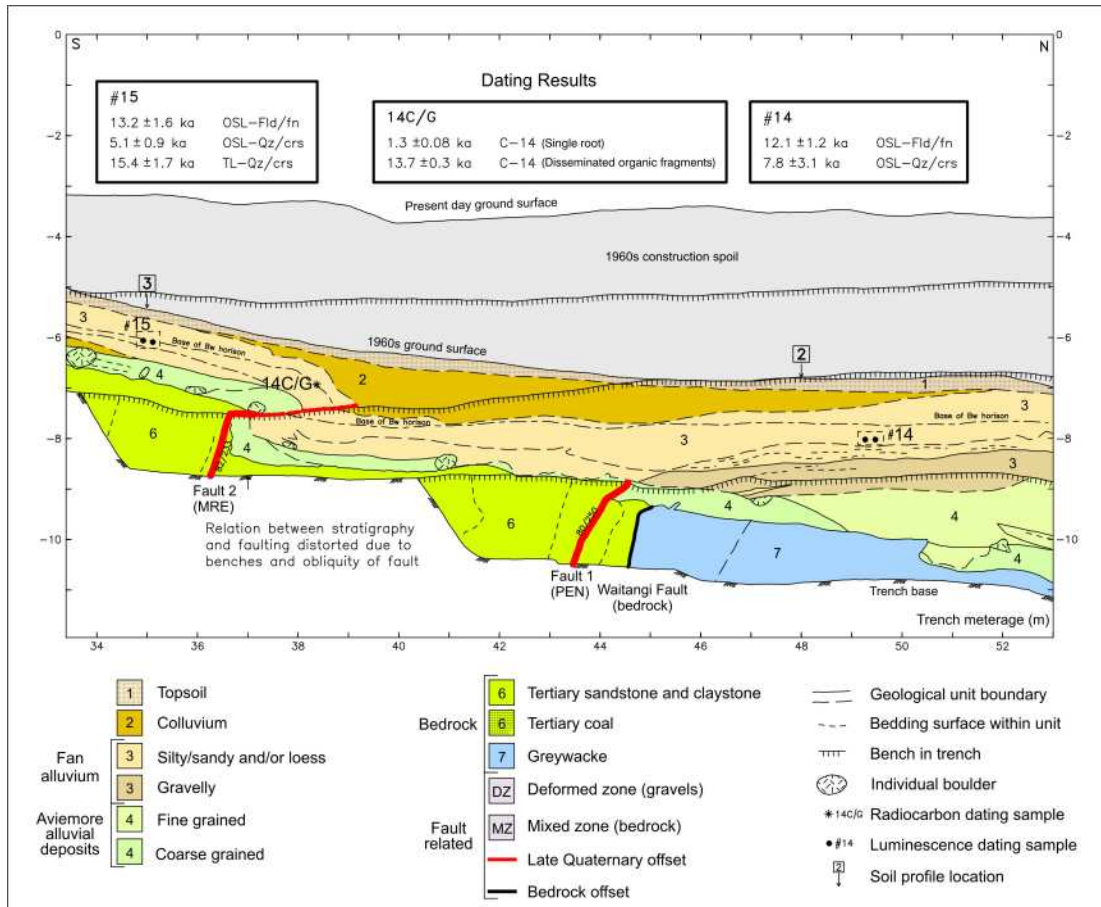 S
N
Dating Results
#15
13.2 ±1.6 ka OSL-Fld/fn
5.1 ±0.9 ka OSL-Qz/crs
15.4 ±1.7 ka TL-Qz/crs
14C/G
1.3 ±0.08 ka C-14 (Single root)
13.7 ±0.3 ka C-14 (Disseminated organic fragments)
#14
12.1 ±1.2 ka OSL-Fld/fn
7.8 ±3.1 ka OSL-Qz/crs
0
-2
-4
-6
-8
-10
0
-2
-4
-6
-8
-10
Present day ground surface
1960s construction spoil
3
3
#15
Base of Bw horison
1960s ground surface
2
1
2
3
4
14C/G
Base of Bw horison
Base of Bw horison
3
#14
6
4
3
4
4
4
6
80/250
7
Fault 2
(MRE)
Relation between stratigraphy
and faulting distorted due to
benches and obliquity of fault
Fault 1
(PEN)
Waitangi Fault
(bedrock)
Trench base
Trench meterage (m)
34 36 38 40 42 44 46 48 50 52
1 Topsoil
2 Colluvium
Fan
alluvium
3 Silty/sandy and/or loess
3 Gravelly
Aviemore
alluvial
deposits
4 Fine grained
4 Coarse grained
Bedrock
6 Tertiary sandstone and claystone
6 Tertiary coal
7 Greywacke
Fault
related
DZ Deformed zone (gravels)
MZ Mixed zone (bedrock)
Late Quaternary offset
Bedrock offset
Geological unit boundary
Bedding surface within unit
Bench in trench
Individual boulder
14C/G Radiocarbon dating sample
#14 Luminescence dating sample
2 Soil profile location